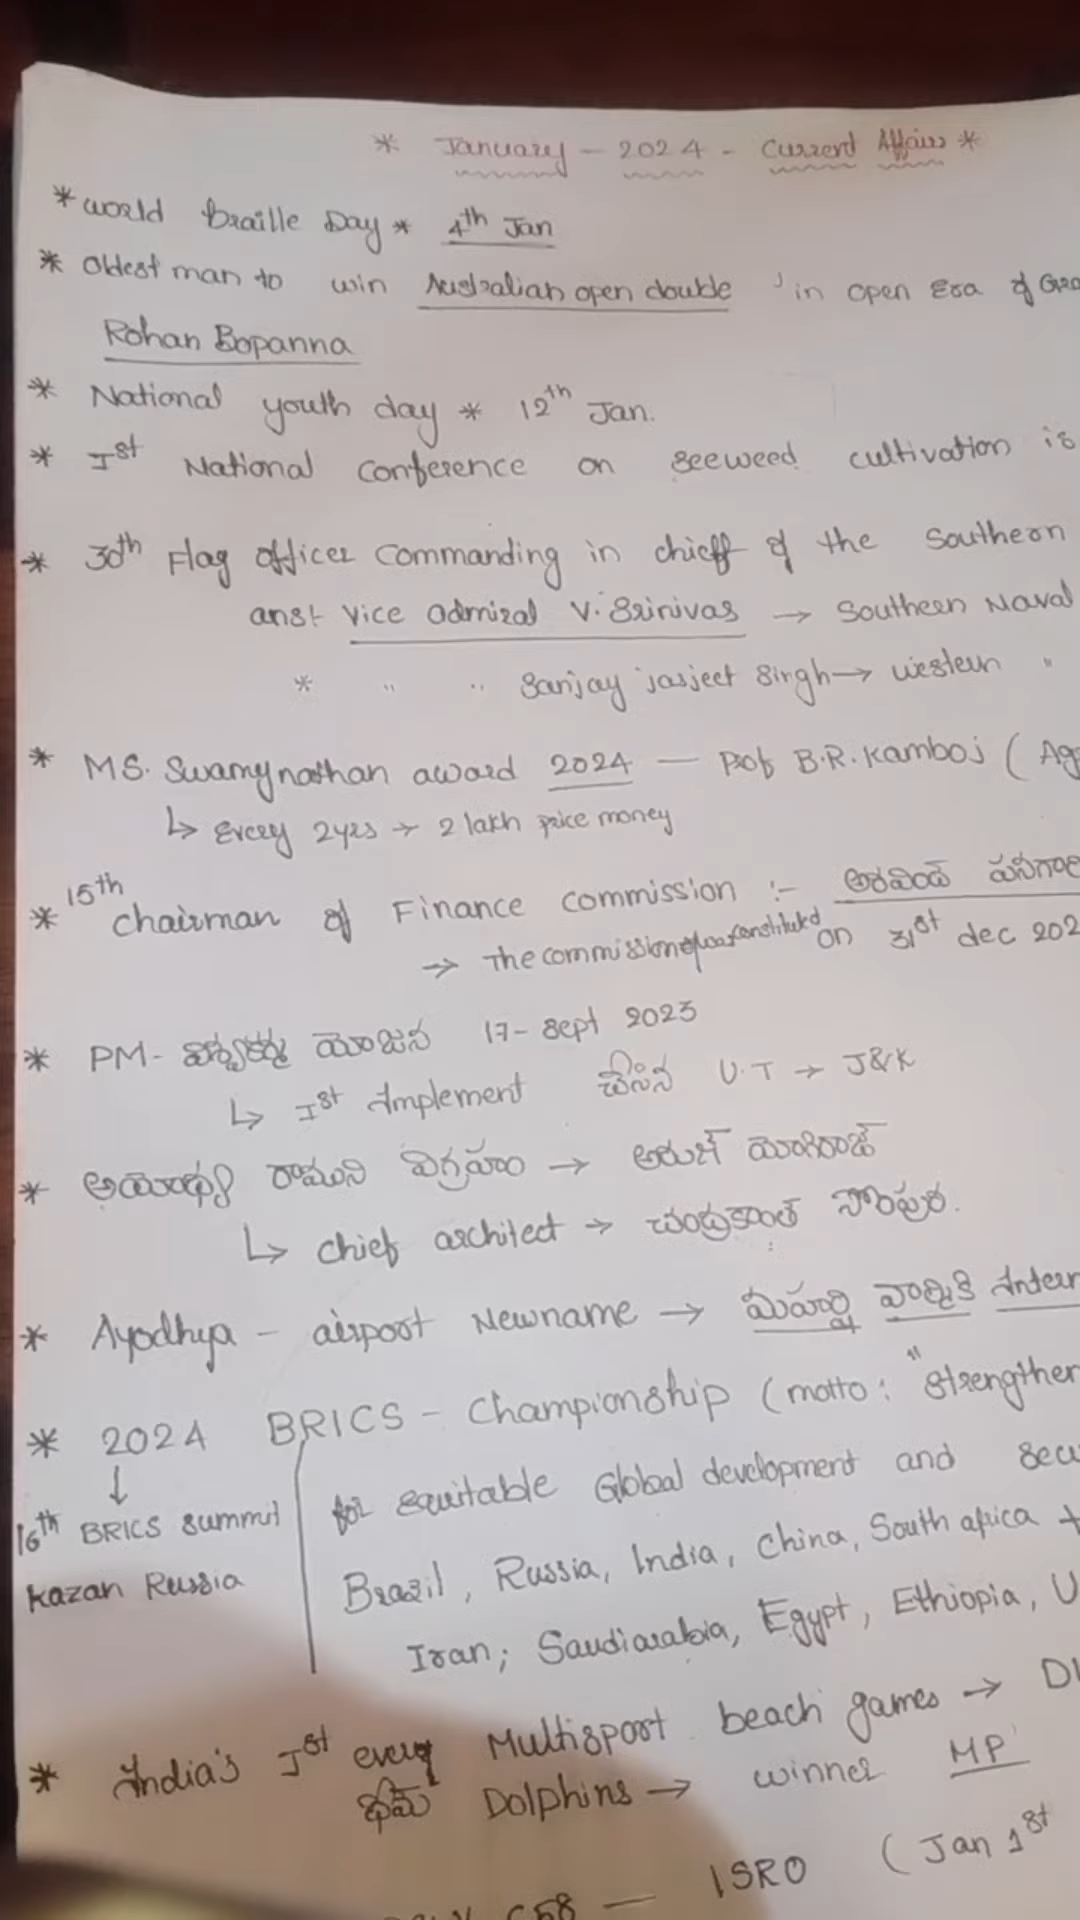 * January - 2024 - Current Affairs *
* World Braille Day * 4th Jan
* Oldest man to win Australian open double in open Era of
Rohan Bopanna
* National youth day * 12th Jan.
* Ist National Conference on seeweed cultivation is
* 30th Flag officer commanding in chieff of the Southern
ans:- Vice admiral V. Srinivas → Southern Naval
* " " Sanjay jasjeet Singh → western "
* MS. Swamynathan award 2024 — Prof B.R. Kamboj (
↳ Every 2yrs → 2 lakh price money
* 15th chairman of Finance commission :- అరవింద్
→ The commission constituted on 31st dec
* PM- విశ్వకర్మ యోజన 17- Sept 2023
↳ Ist Implement చేసిన U.T → J&K
* అయోధ్య రాముని విగ్రహం → అరుణ్ యోగిరాజ్
↳ chief architect → చంద్రకాంత్ సోంపుర.
* Ayodhya - airport Newname → మహర్షి వాల్మికి
* 2024 BRICS - Championship (motto : "
↓
16th BRICS summit
Kazan Russia
for equitable Global development and
Brazil, Russia, India, China, South africa +
Iran; Saudiarabia, Egypt, Ethiopia,
* India's Ist every Multisport beach games →
Dolphins → winner MP
C58 — ISRO (Jan 1st